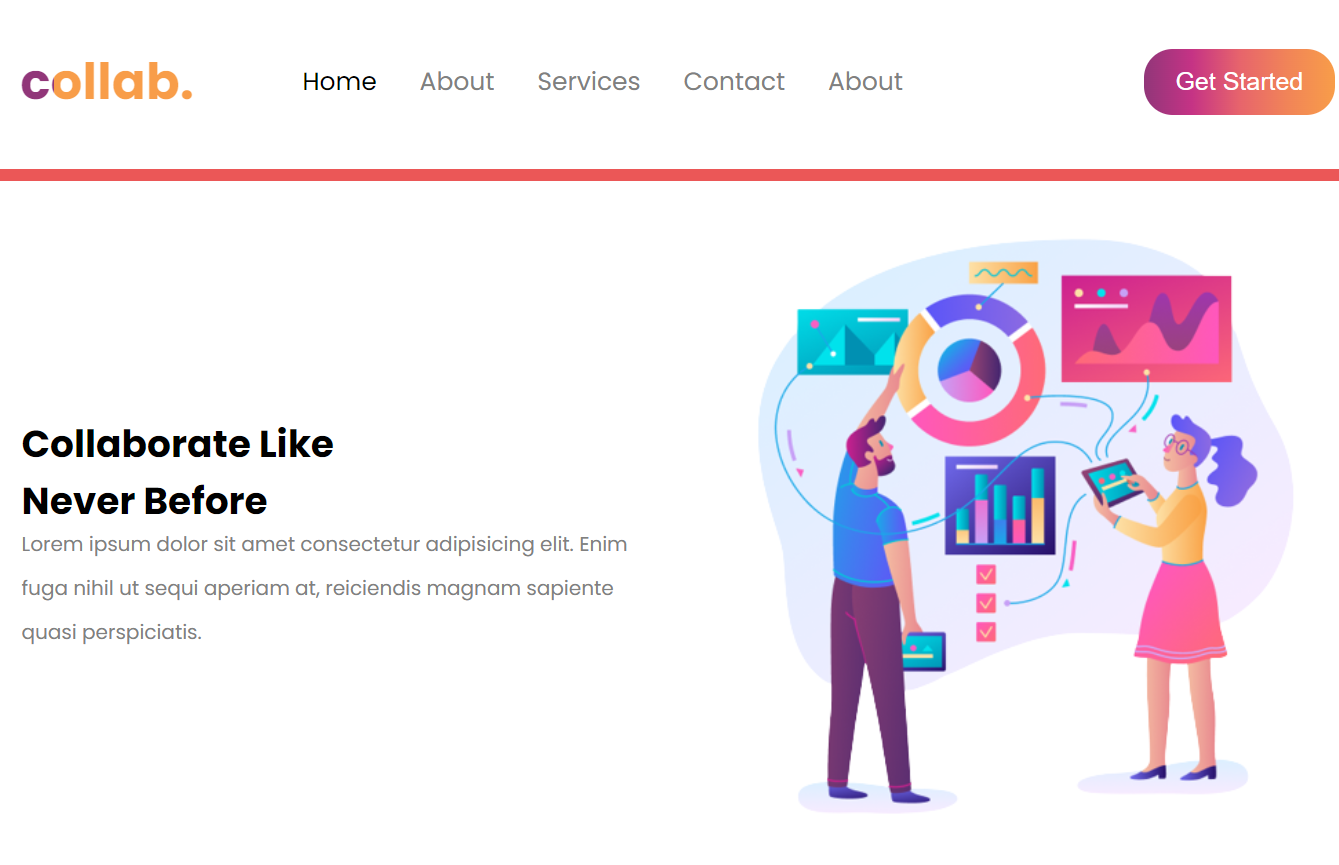 collab.
Home About Services Contact About
Get Started
Collaborate Like
Never Before
Lorem ipsum dolor sit amet consectetur adipisicing elit. Enim
fuga nihil ut sequi aperiam at, reiciendis magnam sapiente
quasi perspiciatis.